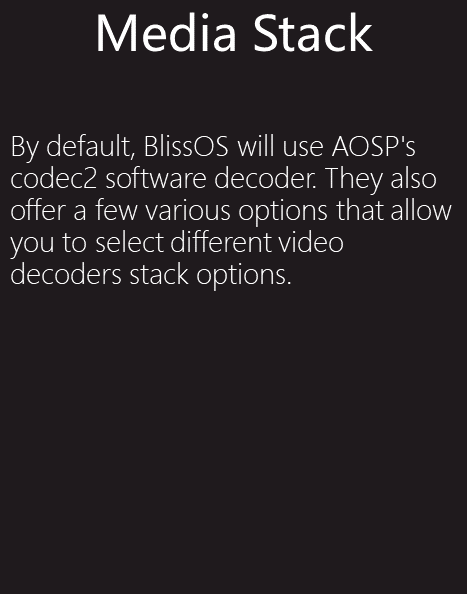 Media Stack
By default, BlissOS will use AOSP's
codec2 software decoder. They also
offer a few various options that allow
you to select different video
decoders stack options.